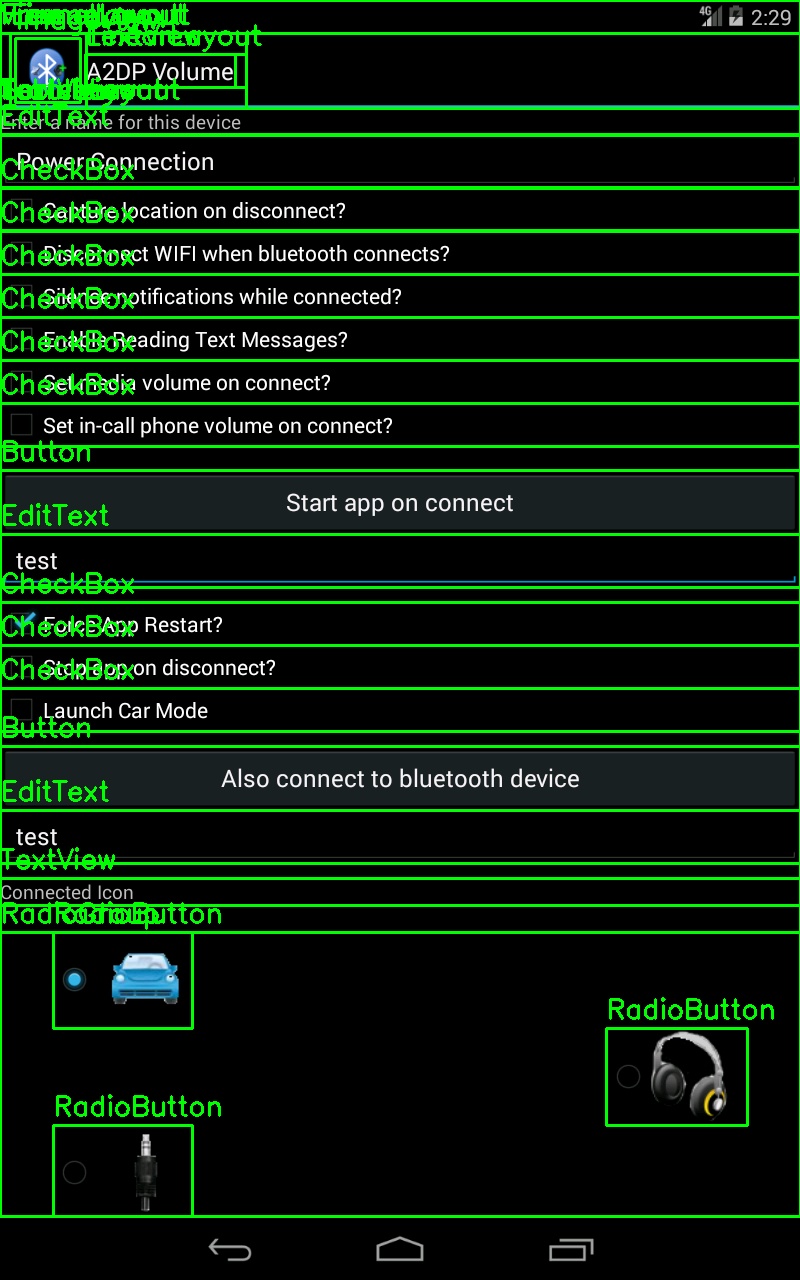 4G 2:29
TextView
A2DP Volume
EditText
Enter a name for this device
CheckBox
Power Connection
CheckBox
Capture location on disconnect?
CheckBox
Disconnect WIFI when bluetooth connects?
CheckBox
Silence notifications while connected?
CheckBox
Enable Reading Text Messages?
CheckBox
Set media volume on connect?
Set in-call phone volume on connect?
Button
Start app on connect
EditText
test
CheckBox
CheckBox
Force App Restart?
CheckBox
Stop app on disconnect?
Launch Car Mode
Button
Also connect to bluetooth device
EditText
test
TextView
Connected Icon
RadioGroup RadioButton
RadioButton
RadioButton